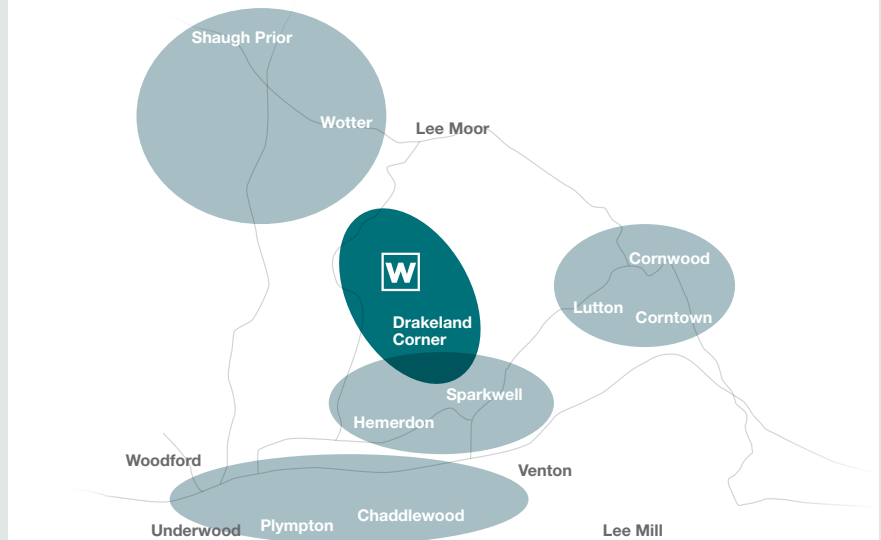 Shaugh Prior
Wotter
Lee Moor
Cornwood
W
Lutton
Corntown
Drakeland
Corner
Sparkwell
Hemerdon
Woodford
Venton
Chaddlewood
Plympton
Underwood
Lee Mill